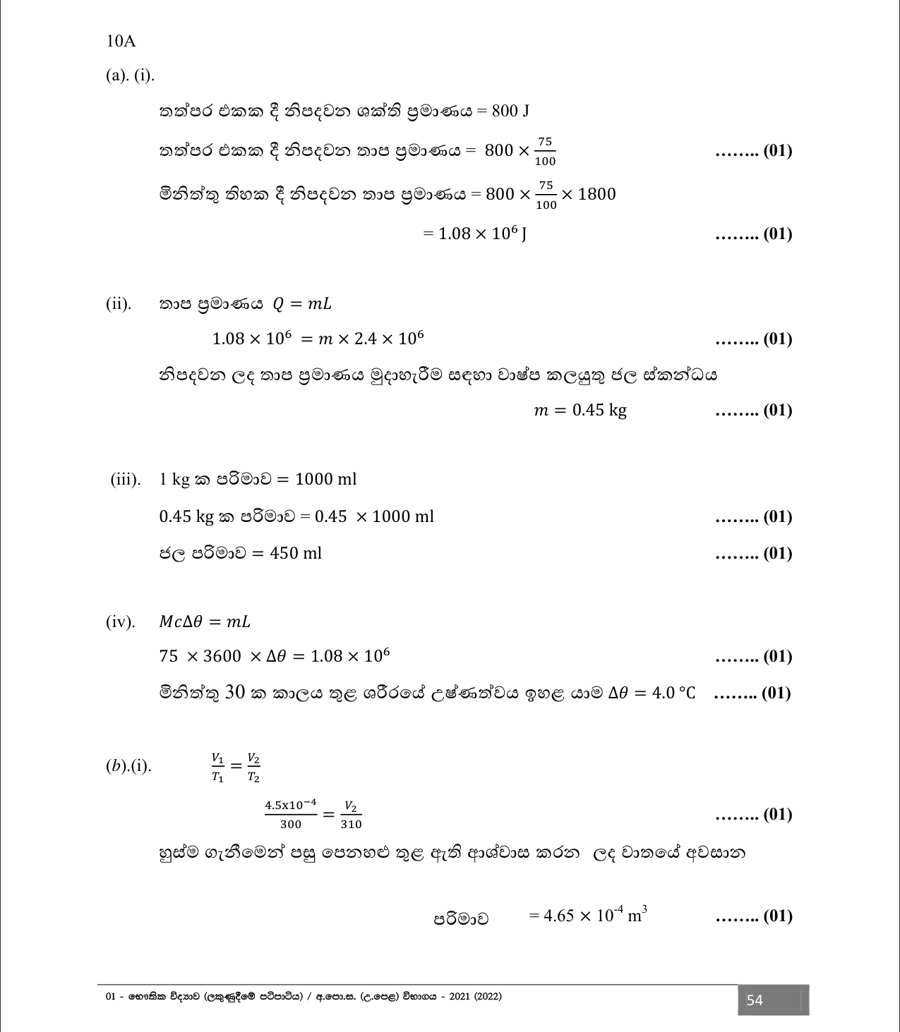 10A
(a). (i).
තත්පර එකක දී නිපදවන ශක්ති ප්‍රමාණය = 800 J
තත්පර එකක දී නිපදවන තාප ප්‍රමාණය = 800 × 75/100 …….. (01)
මිනිත්තු තිහක දී නිපදවන තාප ප්‍රමාණය = 800 × 75/100 × 1800
= 1.08 × 10⁶ J …….. (01)
(ii). තාප ප්‍රමාණය Q = mL
1.08 × 10⁶ = m × 2.4 × 10⁶ …….. (01)
නිපදවන ලද තාප ප්‍රමාණය මුදාහැරීම සඳහා වාෂ්ප කලයුතු ජල ස්කන්ධය
m = 0.45 kg …….. (01)
(iii). 1 kg ක පරිමාව = 1000 ml
0.45 kg ක පරිමාව = 0.45 × 1000 ml …….. (01)
ජල පරිමාව = 450 ml …….. (01)
(iv). McΔθ = mL
75 × 3600 × Δθ = 1.08 × 10⁶ …….. (01)
මිනිත්තු 30 ක කාලය තුළ ශරීරයේ උෂ්ණත්වය ඉහළ යාම Δθ = 4.0 °C …….. (01)
(b).(i). V₁/T₁ = V₂/T₂
4.5x10⁻⁴/300 = V₂/310 …….. (01)
හුස්ම ගැනීමෙන් පසු පෙනහළු තුළ ඇති ආශ්වාස කරන ලද වාතයේ අවසාන
පරිමාව = 4.65 × 10⁻⁴ m³ …….. (01)
01 - භෞතික විද්‍යාව (ලකුණුදීමේ පටිපාටිය) / අ.පො.ස. (උ.පෙළ) විභාගය - 2021 (2022) 54